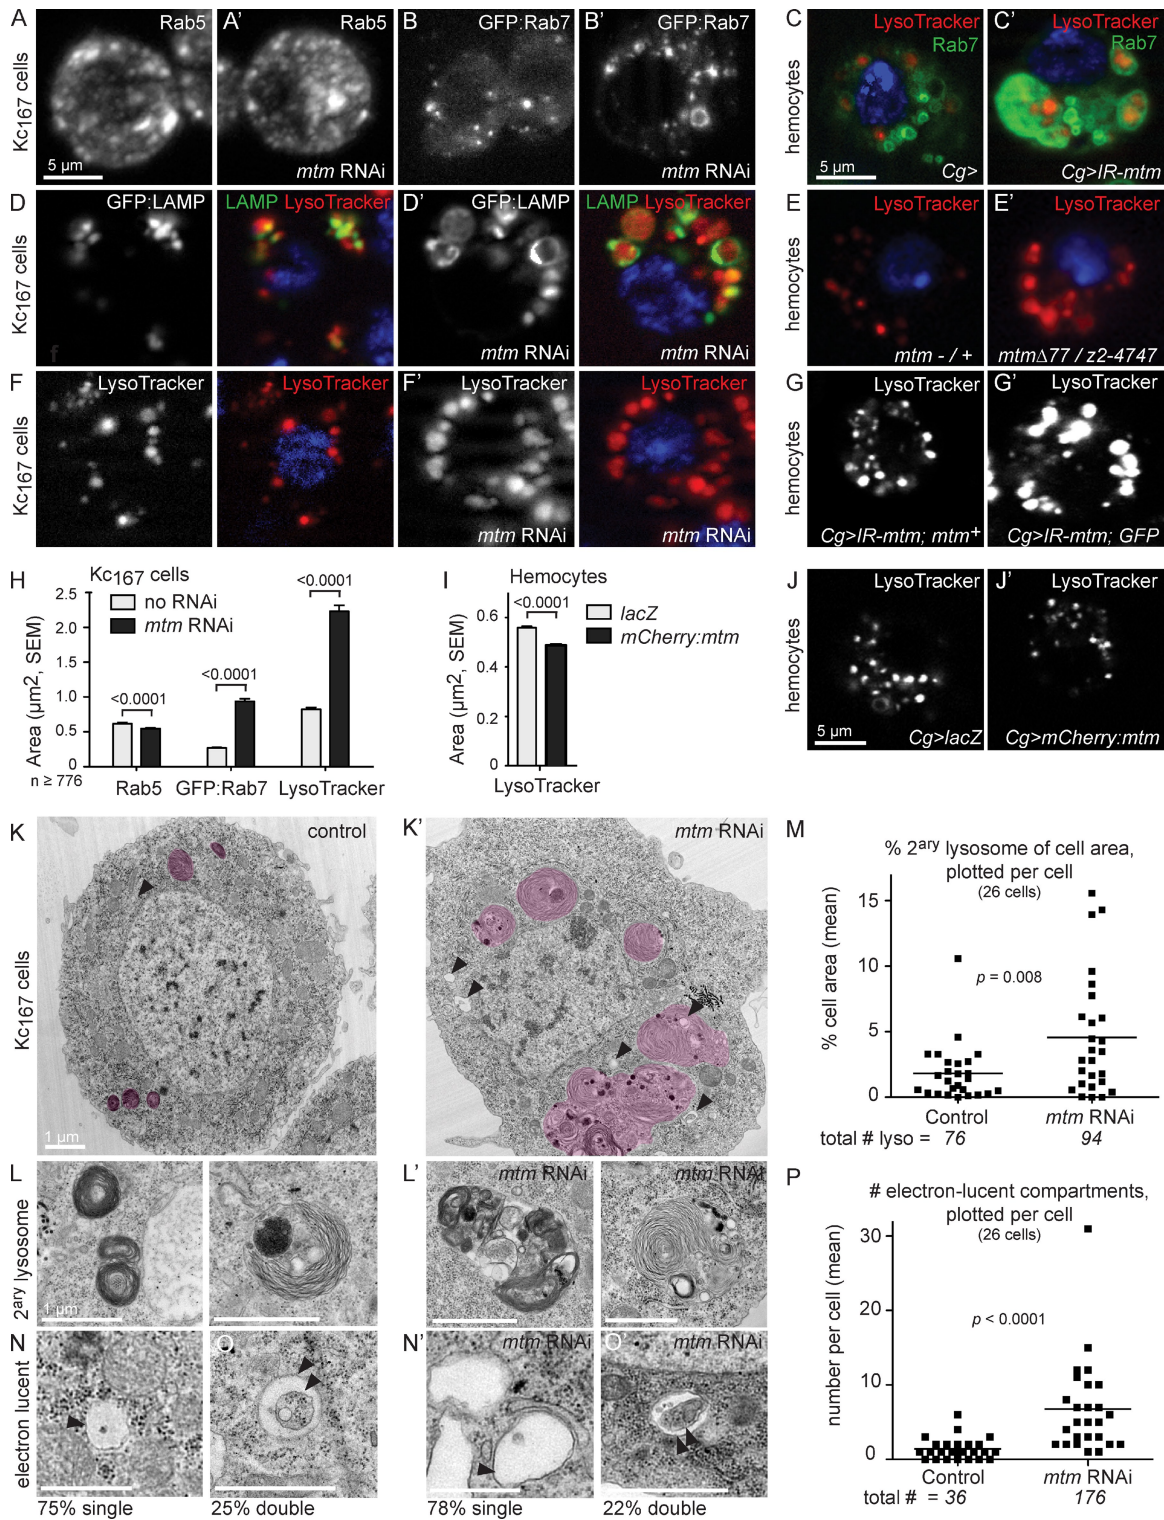 A Rab5
A' Rab5
B GFP:Rab7
B' GFP:Rab7
C LysoTracker
Rab7
C' LysoTracker
Rab7
Kc167 cells
5 µm
mtm RNAi
mtm RNAi
hemocytes
5 µm
Cg>
Cg>IR-mtm
D GFP:LAMP
LAMP LysoTracker
D' GFP:LAMP
LAMP LysoTracker
E LysoTracker
E' LysoTracker
Kc167 cells
f
mtm RNAi
mtm RNAi
hemocytes
mtm - / +
mtmΔ77 / z2-4747
F LysoTracker
LysoTracker
F' LysoTracker
LysoTracker
G LysoTracker
G' LysoTracker
Kc167 cells
mtm RNAi
mtm RNAi
hemocytes
Cg>IR-mtm; mtm+
Cg>IR-mtm; GFP
H Kc167 cells
no RNAi
mtm RNAi
<0.0001
<0.0001
<0.0001
Area (µm2, SEM)
2.5
2.0
1.5
1.0
0.5
0
n ≥ 776
Rab5 GFP:Rab7 LysoTracker
I Hemocytes
<0.0001
lacZ
mCherry:mtm
Area (µm2, SEM)
0.6
0.4
0.2
0
LysoTracker
J LysoTracker
J' LysoTracker
hemocytes
5 µm
Cg>lacZ
Cg>mCherry:mtm
K control
K' mtm RNAi
Kc167 cells
1 µm
M
% 2ary lysosome of cell area,
plotted per cell
(26 cells)
% cell area (mean)
15
10
5
0
p = 0.008
Control mtm RNAi
total # lyso = 76 94
L
L' mtm RNAi
mtm RNAi
2ary lysosome
1 µm
N
O
N' mtm RNAi
O' mtm RNAi
electron lucent
75% single
25% double
78% single
22% double
P
# electron-lucent compartments,
plotted per cell
(26 cells)
number per cell (mean)
30
20
10
0
p < 0.0001
Control mtm RNAi
total # = 36 176